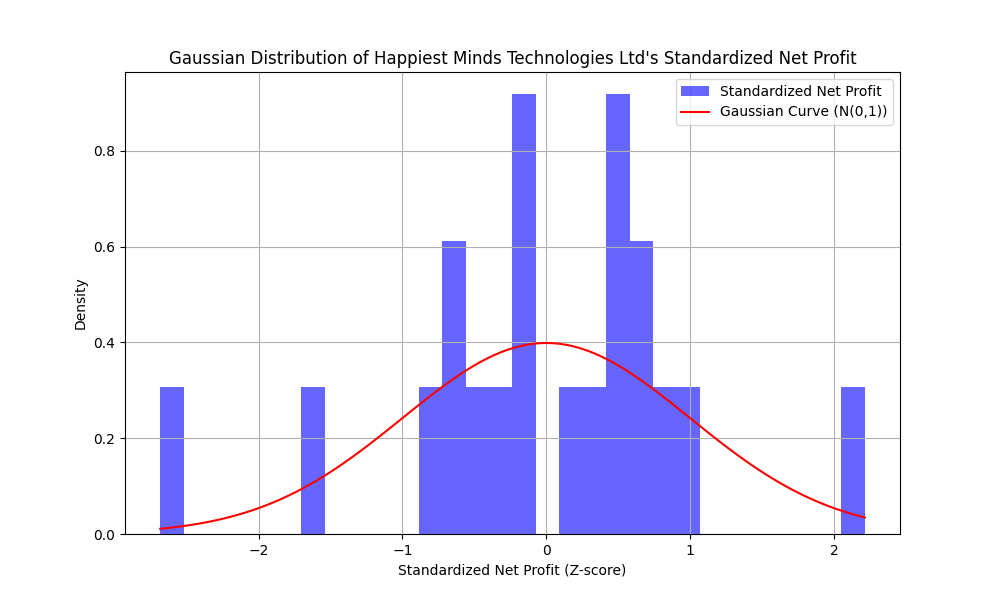 Gaussian Distribution of Happiest Minds Technologies Ltd's Standardized Net Profit
Standardized Net Profit
Gaussian Curve (N(0,1))
0.8
0.6
0.4
0.2
0.0
Density
−2
−1
0
1
2
Standardized Net Profit (Z-score)